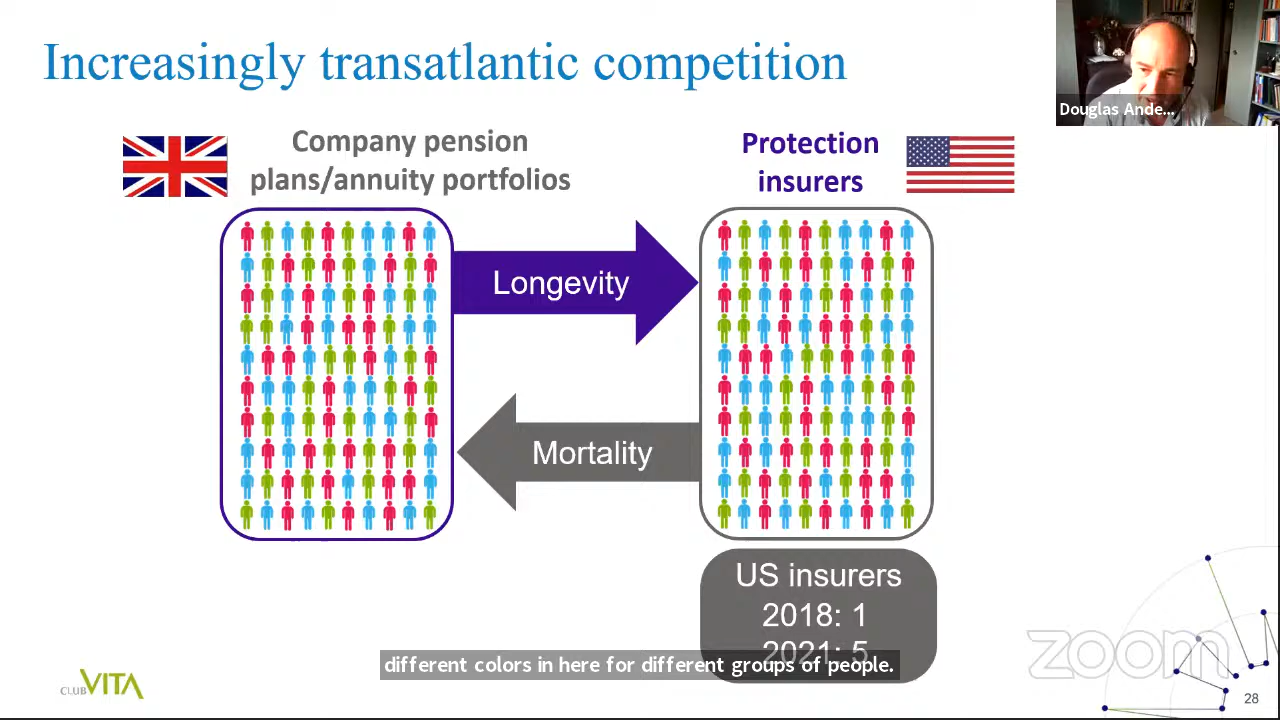 Increasingly transatlantic competition
Douglas Ande...
Company pension
plans/annuity portfolios
Protection
insurers
Longevity
Mortality
US insurers
2018: 1
2021: 5
different colors in here for different groups of people.
CLUB VITA
zoom
28